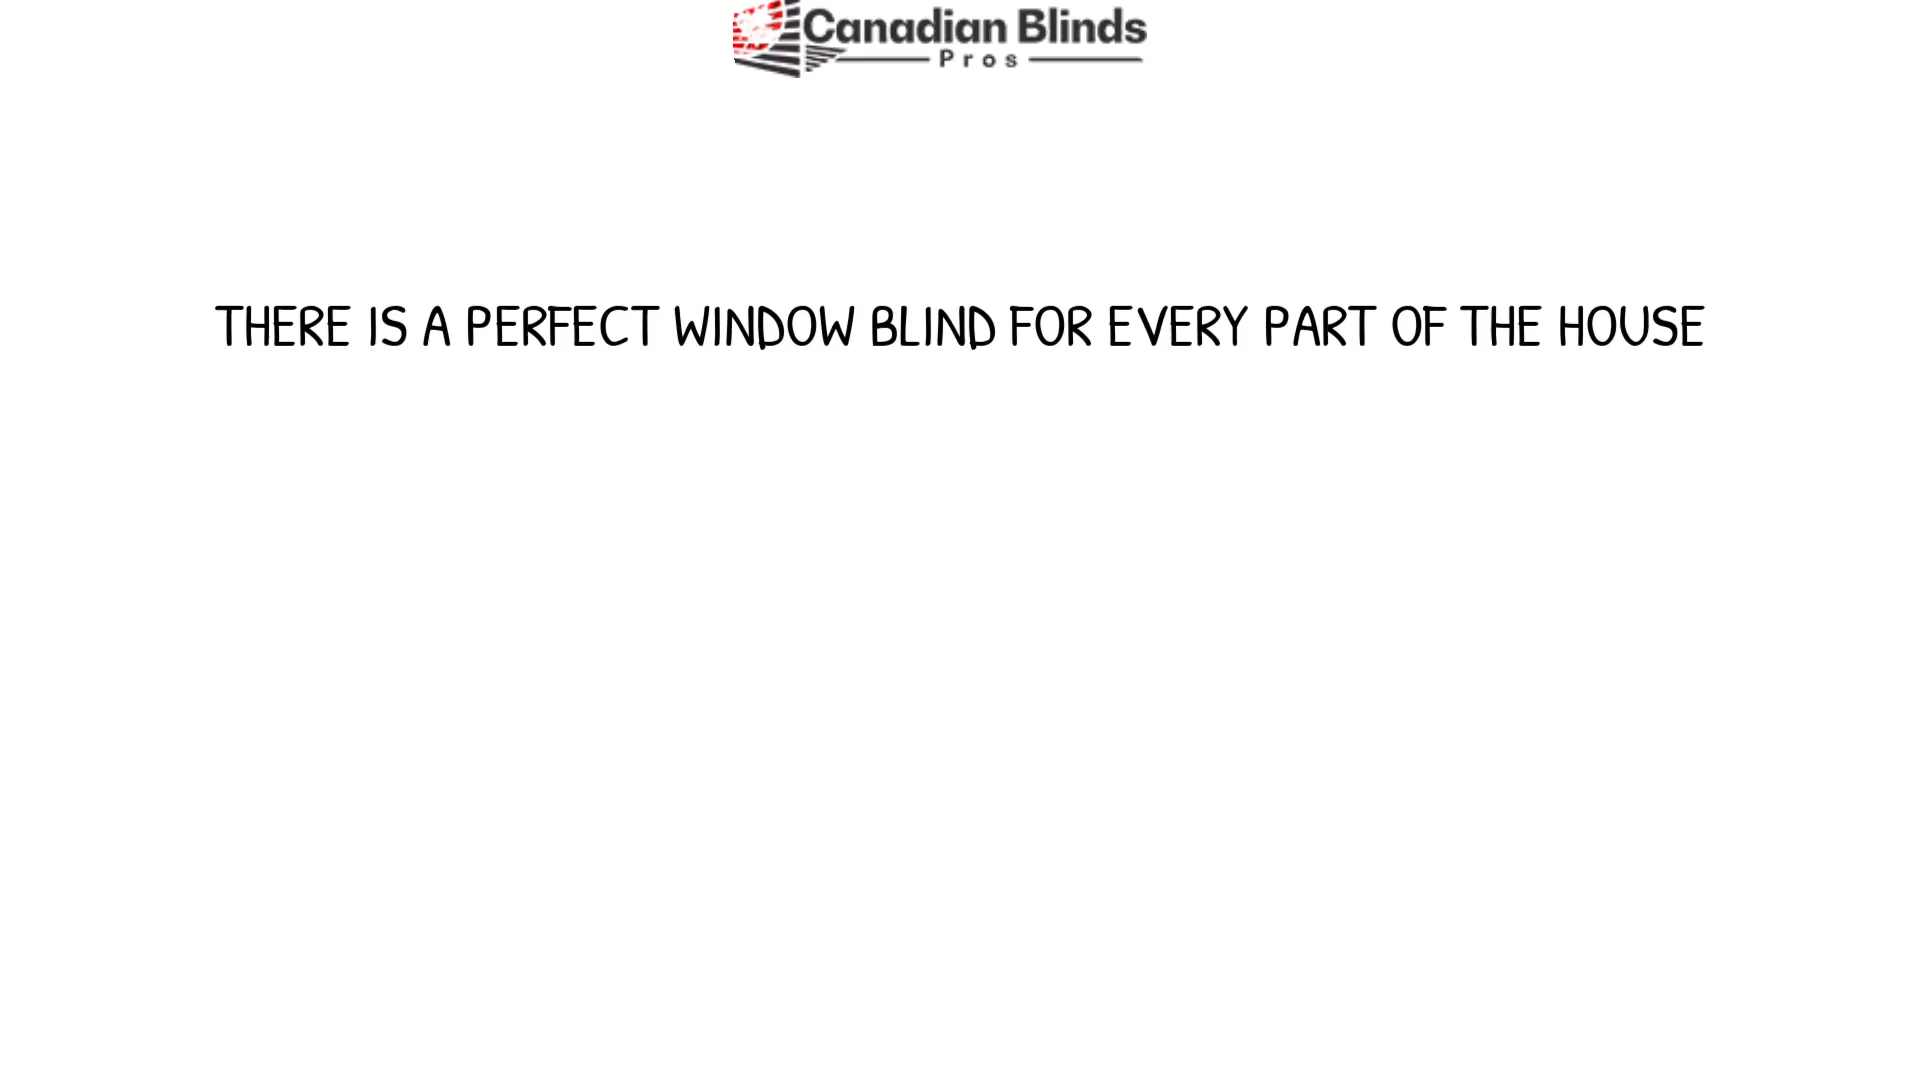 Canadian Blinds
Pros
THERE IS A PERFECT WINDOW BLIND FOR EVERY PART OF THE HOUSE